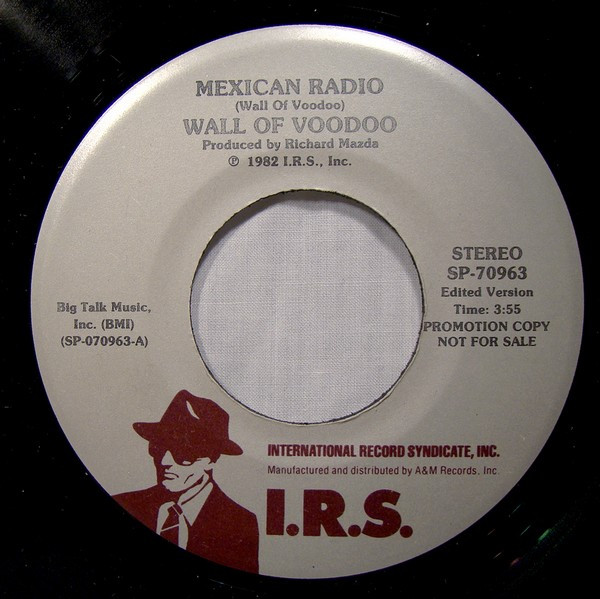 MEXICAN RADIO
(Wall Of Voodoo)
WALL OF VOODOO
Produced by Richard Mazda
℗ 1982 I.R.S., Inc.
Big Talk Music,
Inc. (BMI)
(SP-070963-A)
STEREO
SP-70963
Edited Version
Time: 3:55
PROMOTION COPY
NOT FOR SALE
INTERNATIONAL RECORD SYNDICATE, INC.
Manufactured and distributed by A&M Records, Inc.
I.R.S.